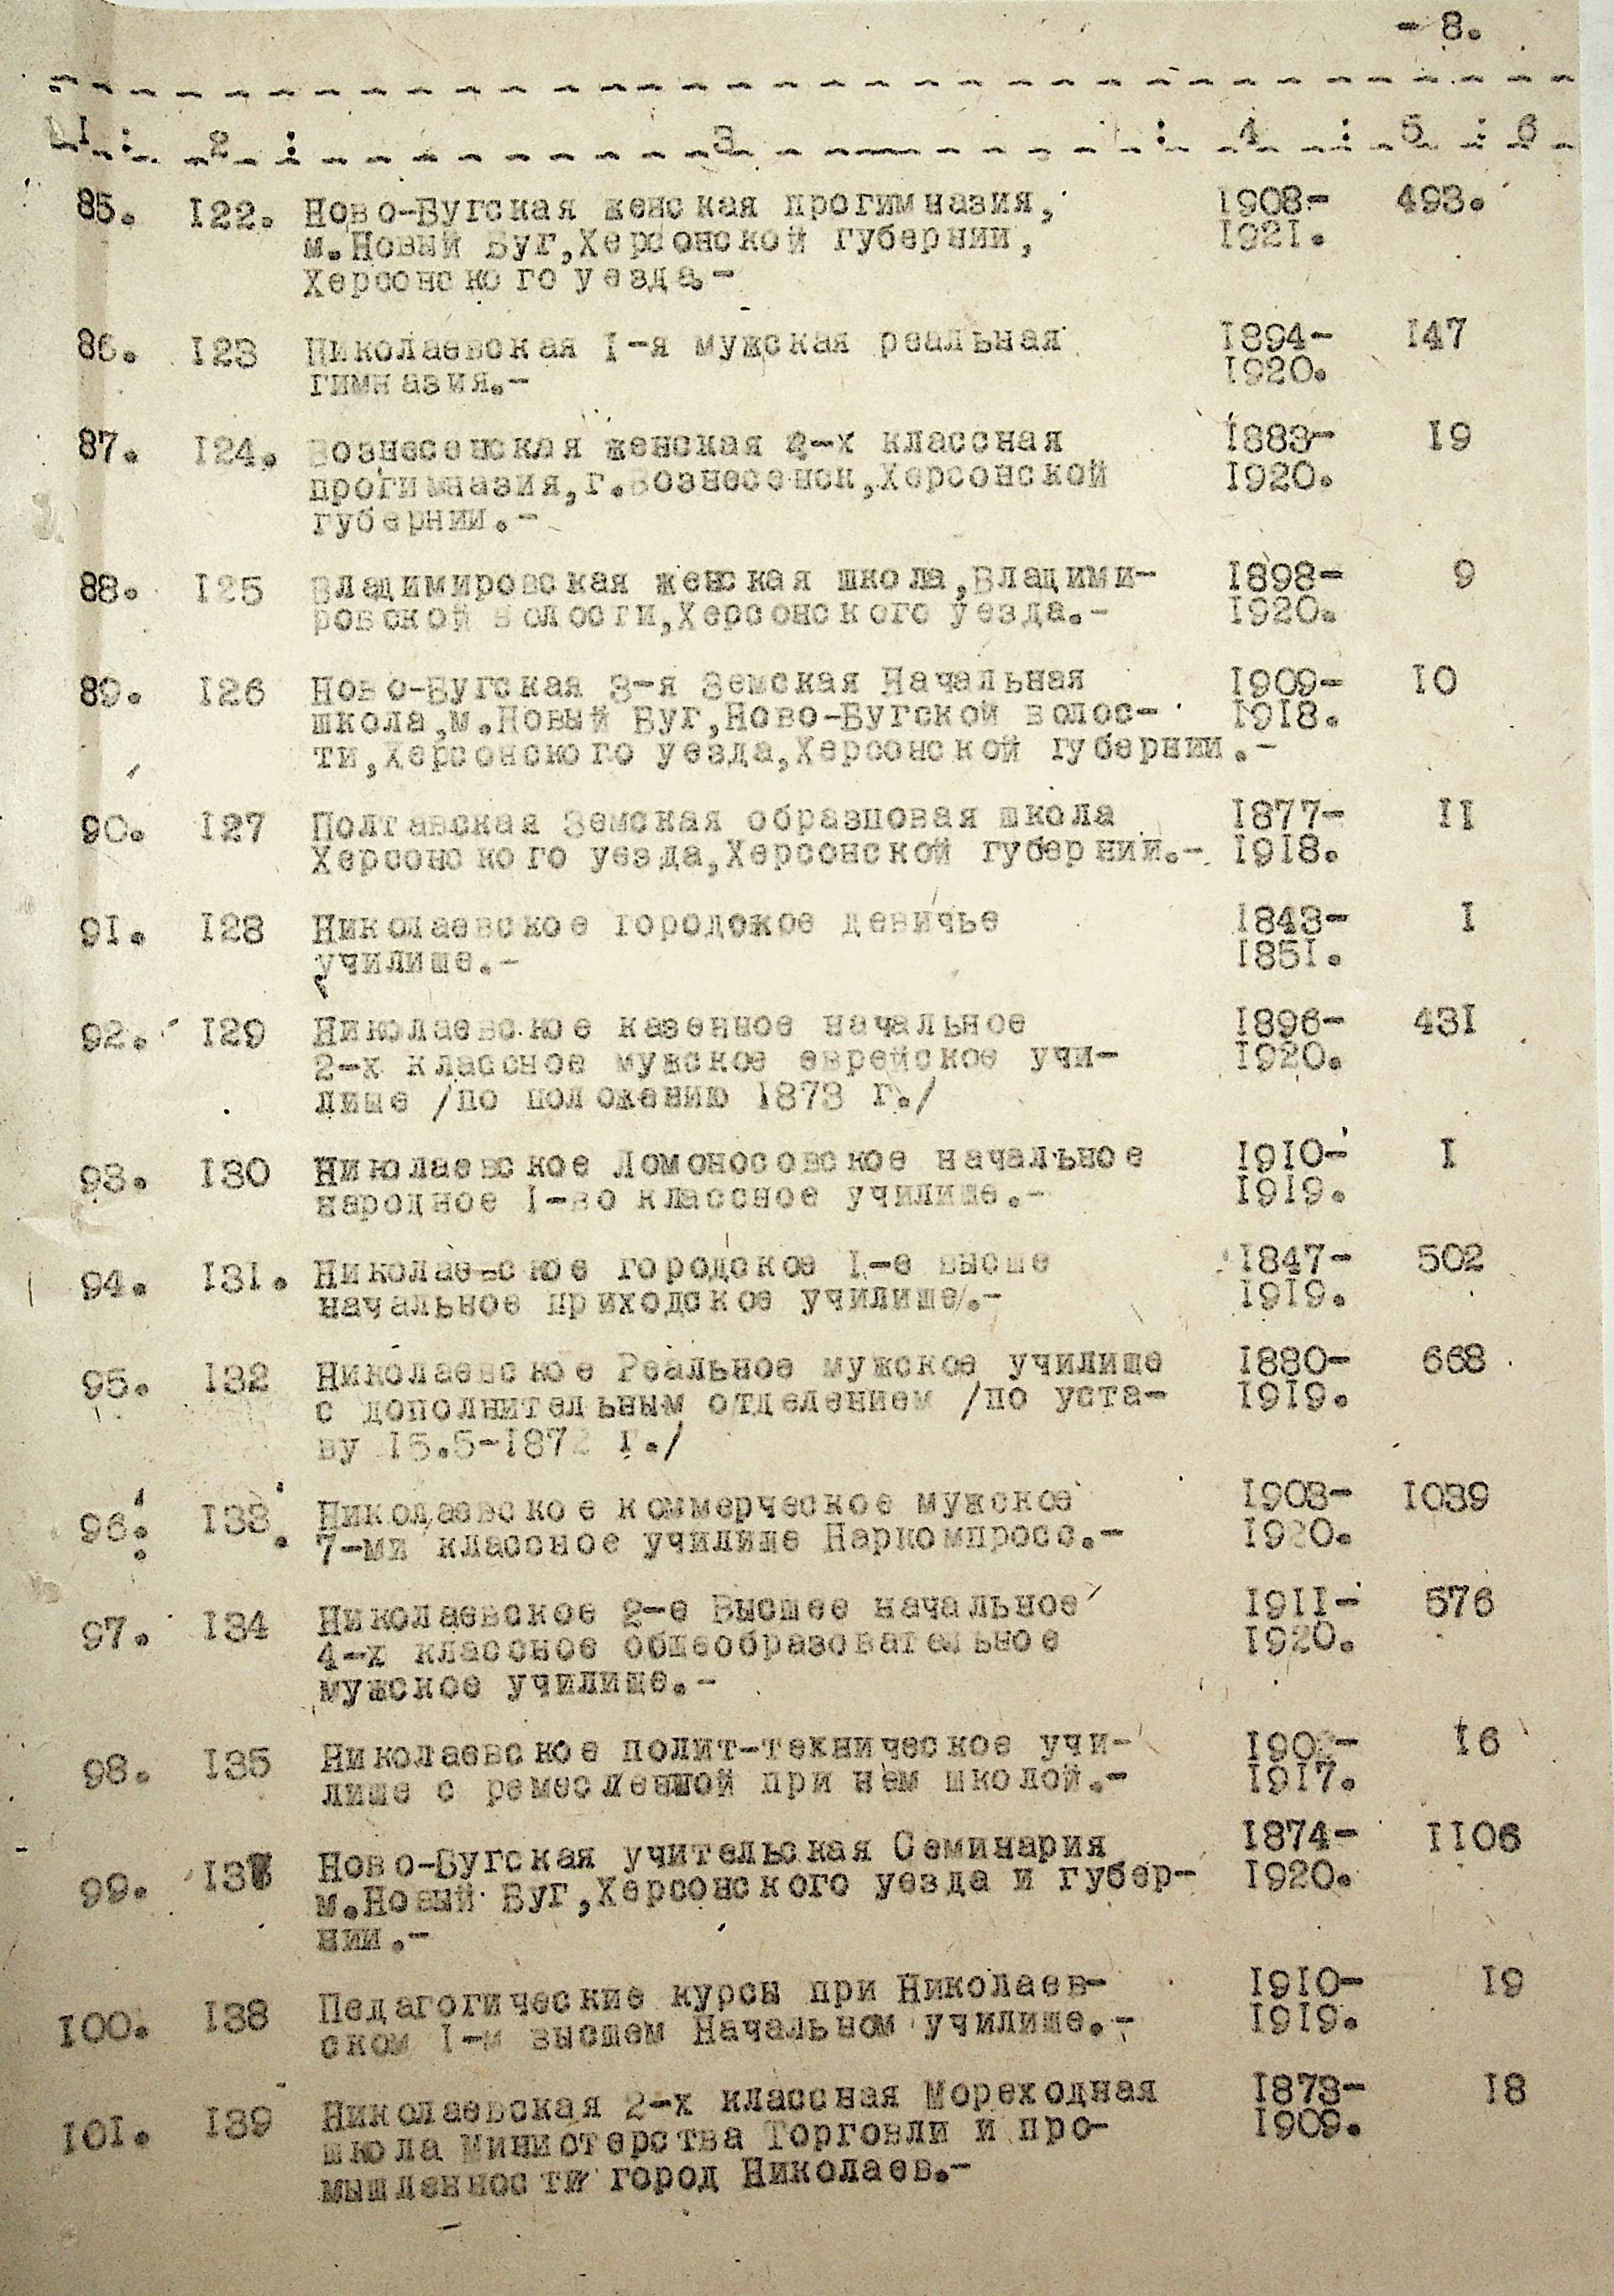 - 8.
1 : 2 : 3 : 4 : 5 : 6
85. 122. Ново-Бугская женская прогимназия, 1908- 493.
м.Новый Буг,Херсонской губернии, 1921.
Херсонского уезда.-
86. 123 Николаевская 1-я мужская реальная 1894- 147
гимназия.- 1920.
87. 124. Вознесенская женская 4-х классная 1883- 19
прогимназия,г.Вознесенск,Херсонской 1920.
губернии.-
88. 125 Владимировская женская школа,Владими- 1898- 9
ровской волости,Херсонского уезда.- 1920.
89. 126 Ново-Бугская 3-я Земская Начальная 1909- 10
школа,м.Новый Буг,Ново-Бугской волос- 1918.
ти,Херсонского уезда,Херсонской губернии.-
90. 127 Полтавская Земская образцовая школа 1877- 11
Херсонского уезда,Херсонской губернии.- 1918.
91. 128 Николаевское городское девичье 1843- 1
училище.- 1851.
92. 129 Николаевское казенное начальное 1896- 431
2-х классное мужское еврейское учи- 1920.
лище /по положению 1873 г./
93. 130 Николаевское Ломоносовское начальное 1910- 1
народное 1-во классное училище.- 1919.
94. 131. Николаевское городское 1-е высше 1847- 502
начальное приходское училище.- 1919.
95. 132 Николаевское Реальное мужское училище 1880- 668
с дополнительным отделением /по уста- 1919.
ву 15.5-1872 г./
96. 133. Николаевское коммерческое мужское 1903- 1039
7-ми классное училище Наркомпросс.- 1920.
97. 134 Николаевское 2-е Высшее начальное 1911- 576
4-х классное общеобразовательное 1920.
мужское училище.-
98. 135 Николаевское полит-техническое учи- 1902- 16
лище с ремесленной при нем школой.- 1917.
99. 137 Ново-Бугская учительская Семинария 1874- 1106
м.Новый Буг,Херсонского уезда и губер- 1920.
нии.-
100. 138 Педагогические курсы при Николаев- 1910- 19
ском 1-м высшем Начальном училище.- 1919.
101. 139 Николаевская 2-х классная Мореходная 1873- 18
школа Министерства Торговли и про- 1909.
мышленности город Николаев.-